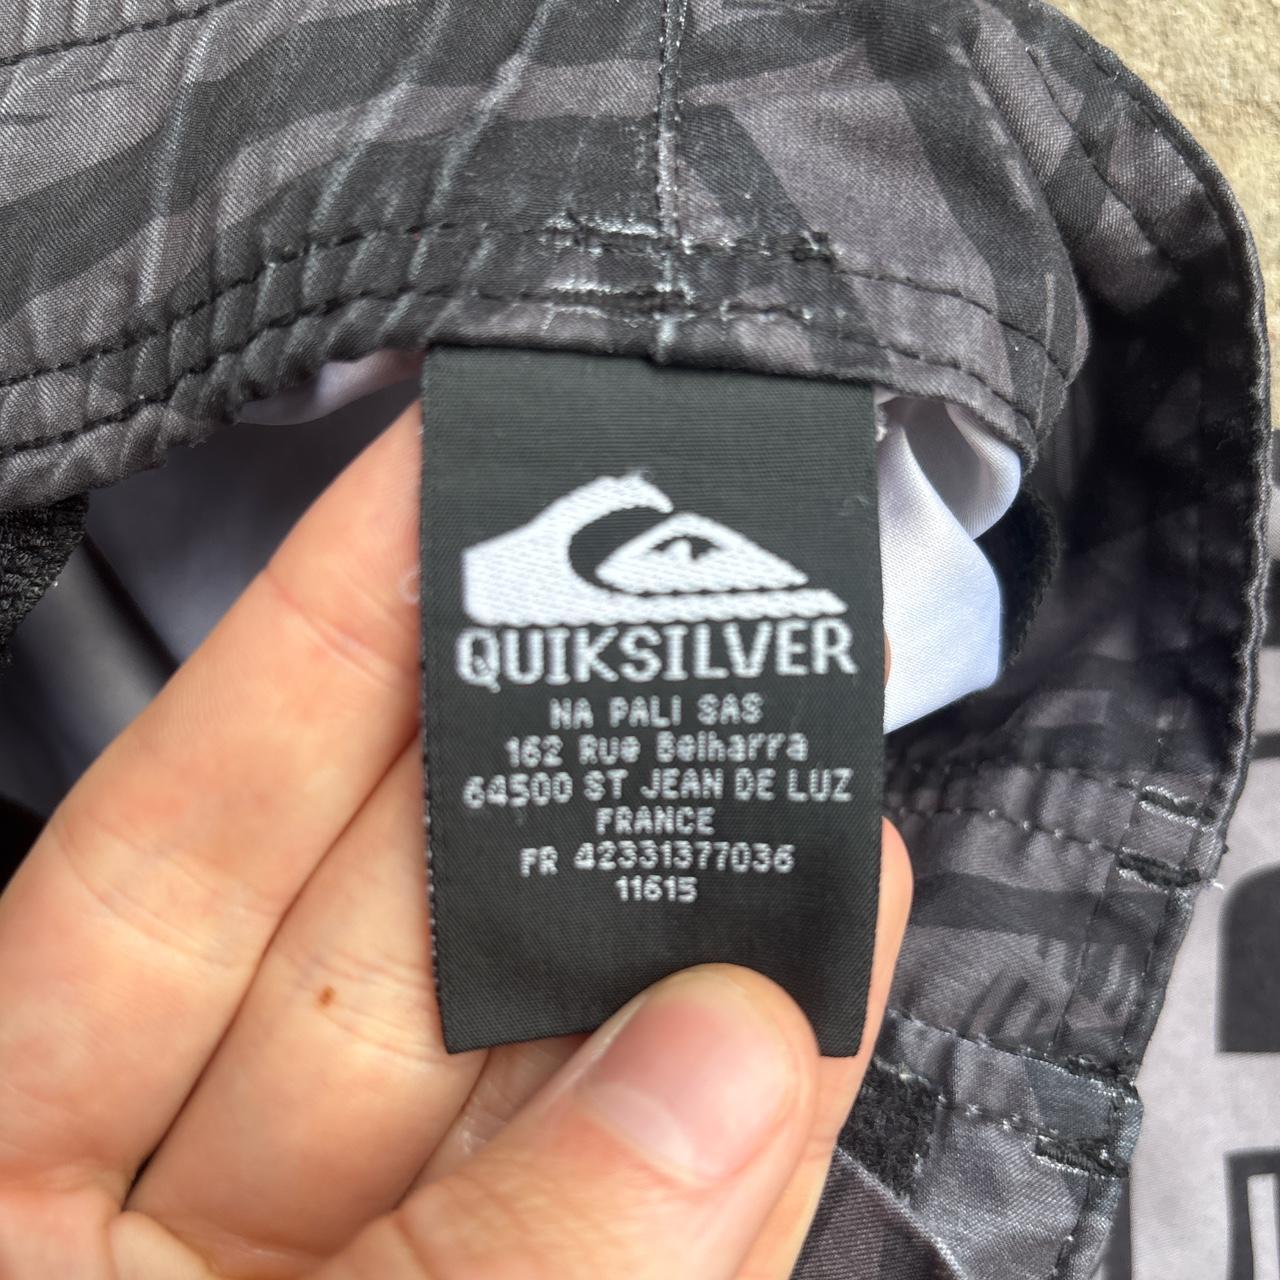 QUIKSILVER
NA PALI SAS
162 Rue Belharra
64500 ST JEAN DE LUZ
FRANCE
FR 42331377036
11615